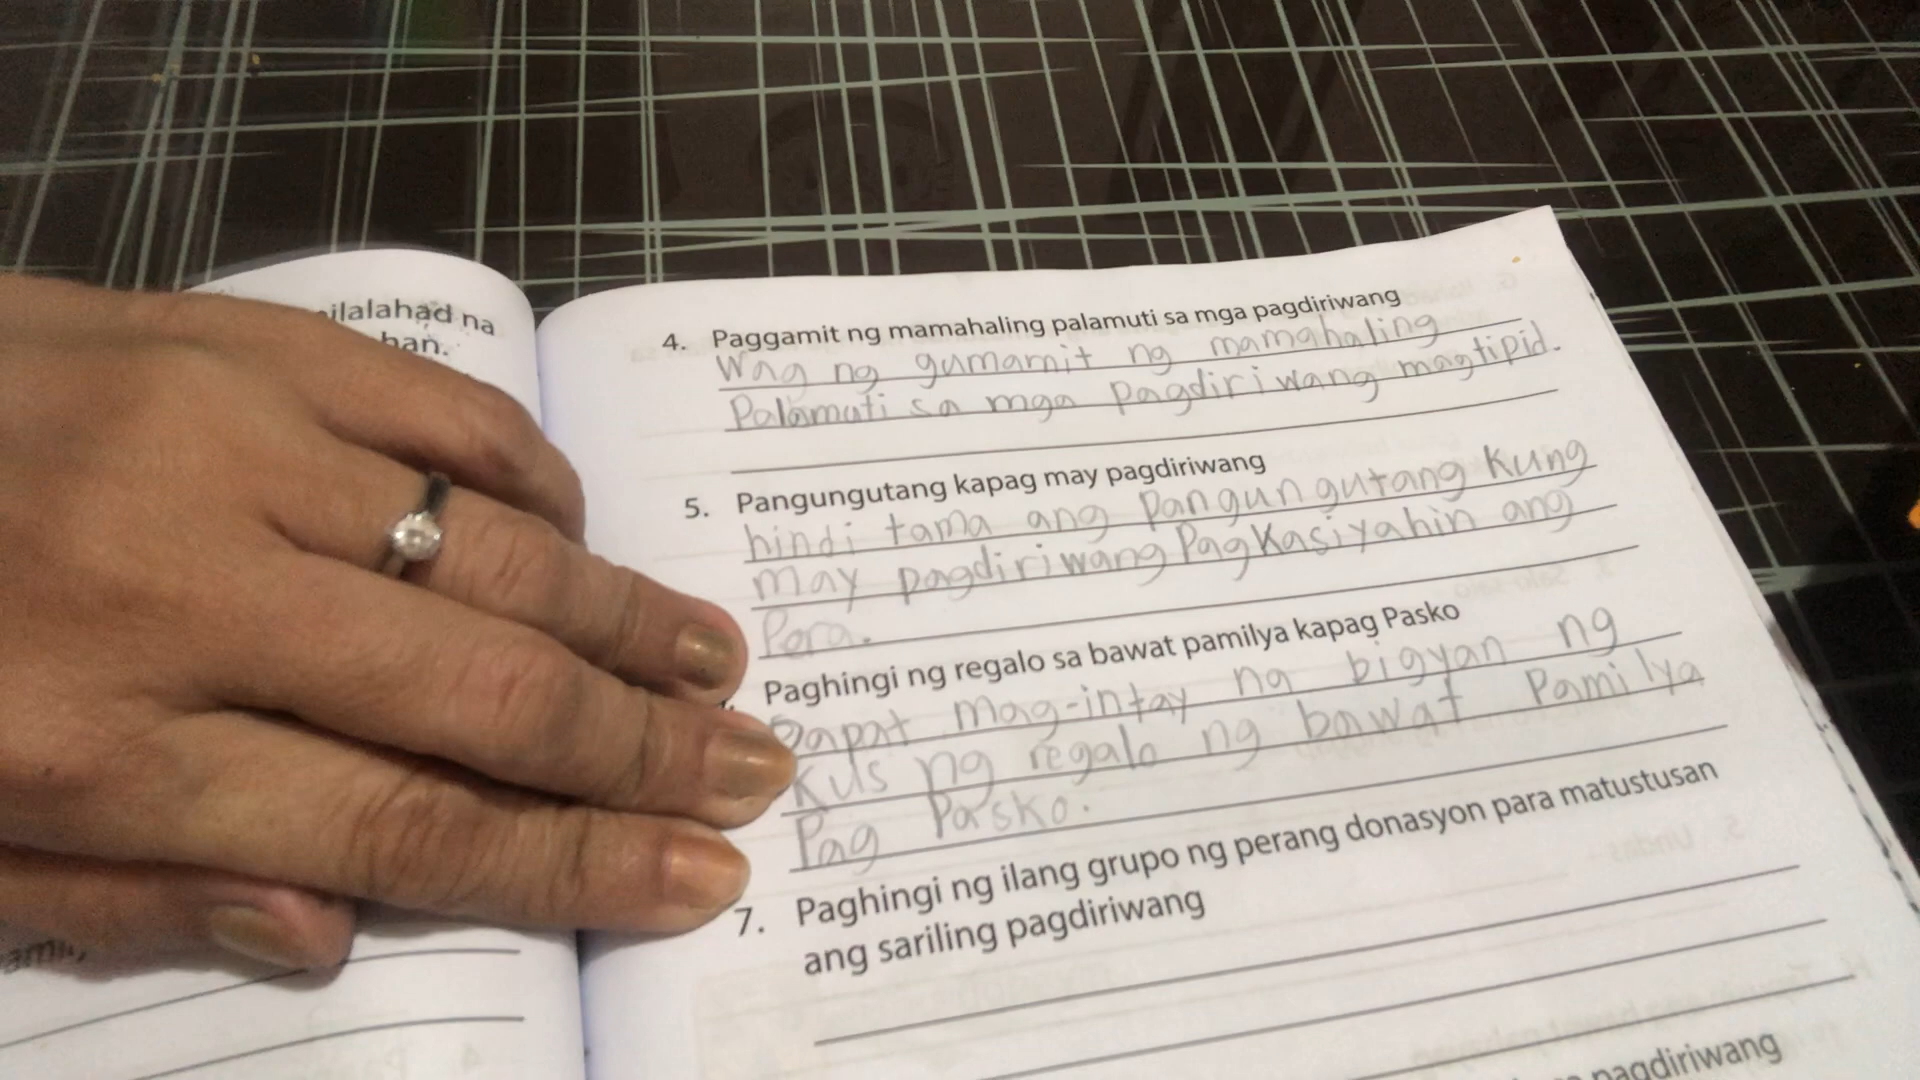 ilalahad na
han.
4. Paggamit ng mamahaling palamuti sa mga pagdiriwang
Wag ng gumamit ng mamahaling
Palamuti sa mga Pagdiriwang magtipid.
5. Pangungutang kapag may pagdiriwang
hindi tama ang Pangungutang Kung
may pagdiriwang PagKasiyahin ang
Pera.
Paghingi ng regalo sa bawat pamilya kapag Pasko
Dapat mag-intay na bigyan ng
Kus ng regalo ng bawat Pamilya
Pag Pasko.
7. Paghingi ng ilang grupo ng perang donasyon para matustusan
ang sariling pagdiriwang
pagdiriwang